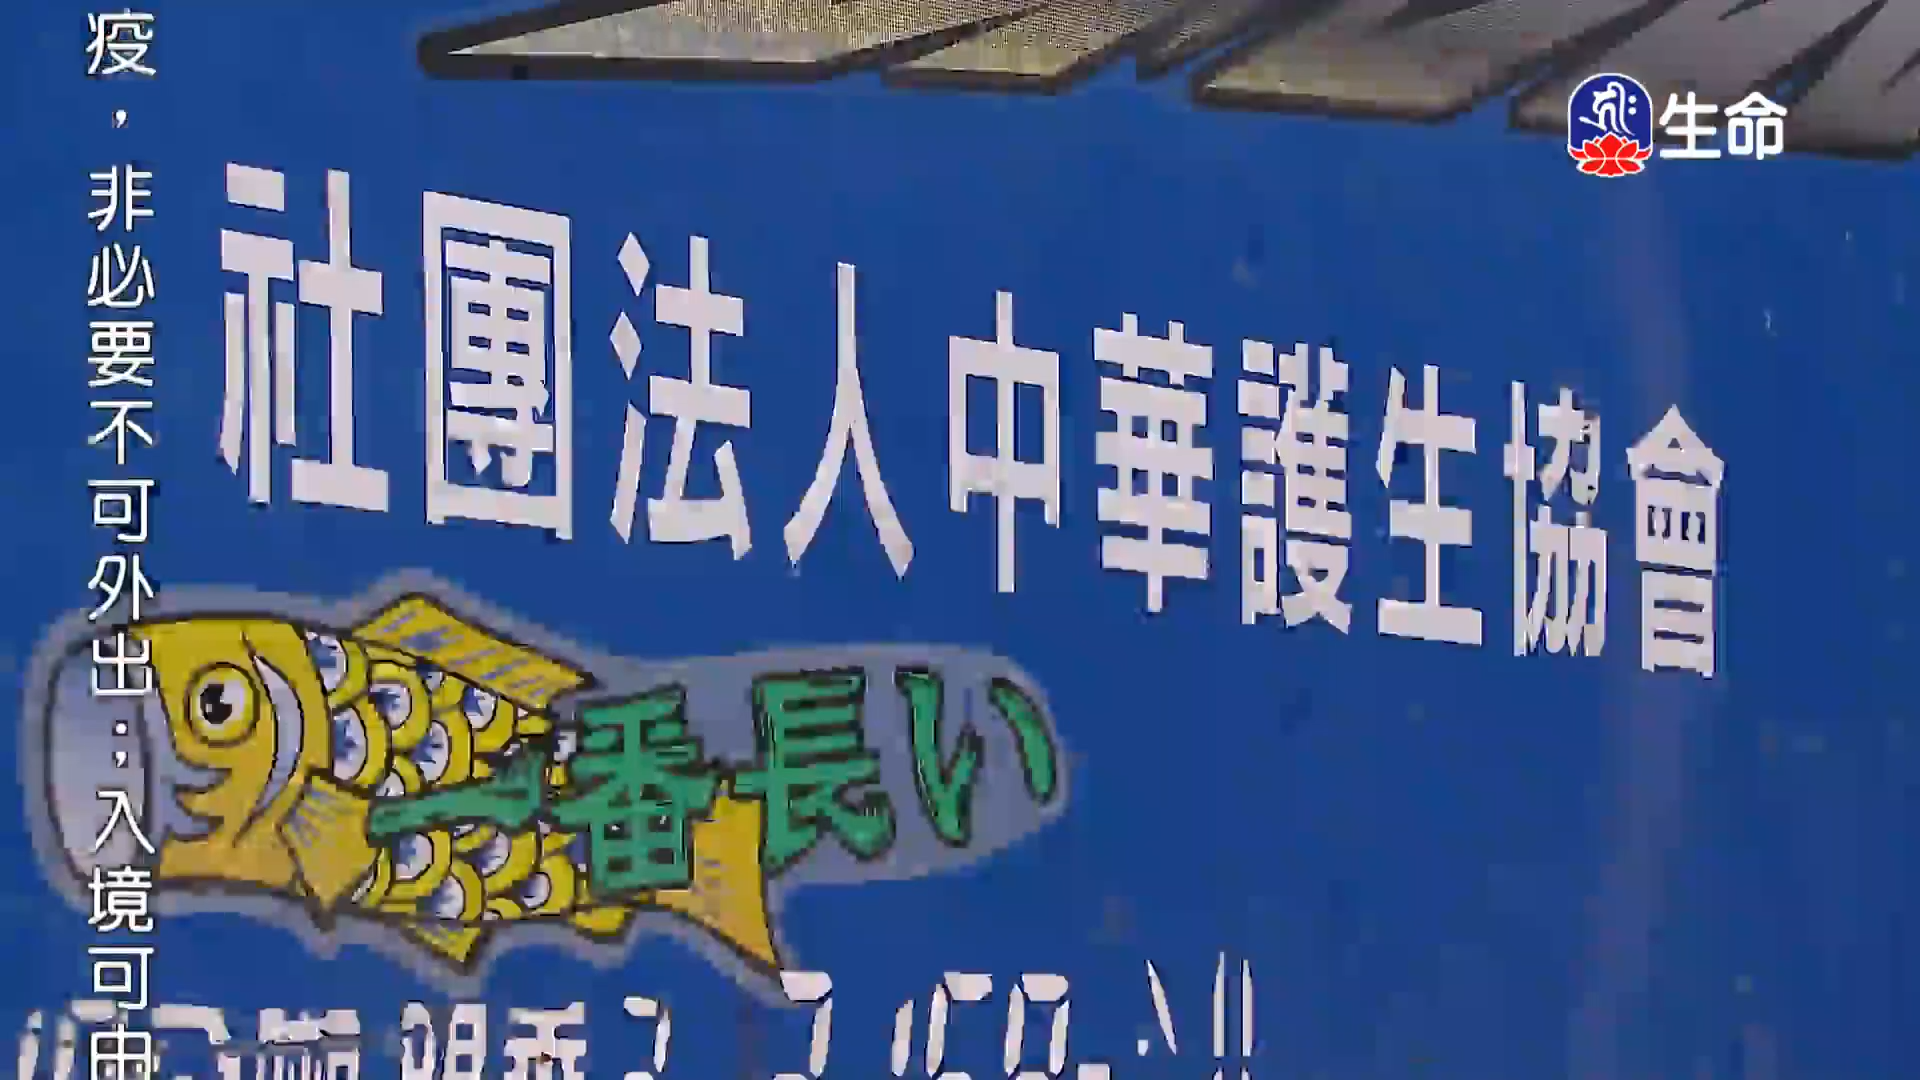 生命
疫，非必要不可外出；入境可申
社團法人中華護生協會
一番長い